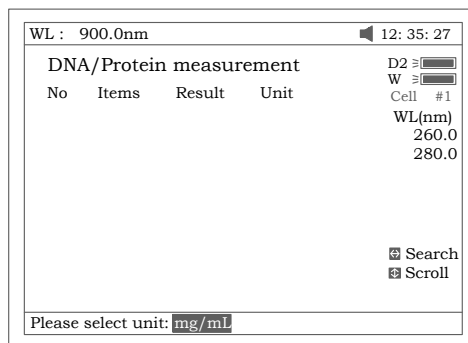 WL : 900.0nm 12: 35: 27
DNA/Protein measurement
No Items Result Unit
D2
W
Cell #1
WL(nm)
260.0
280.0
Search
Scroll
Please select unit: mg/mL